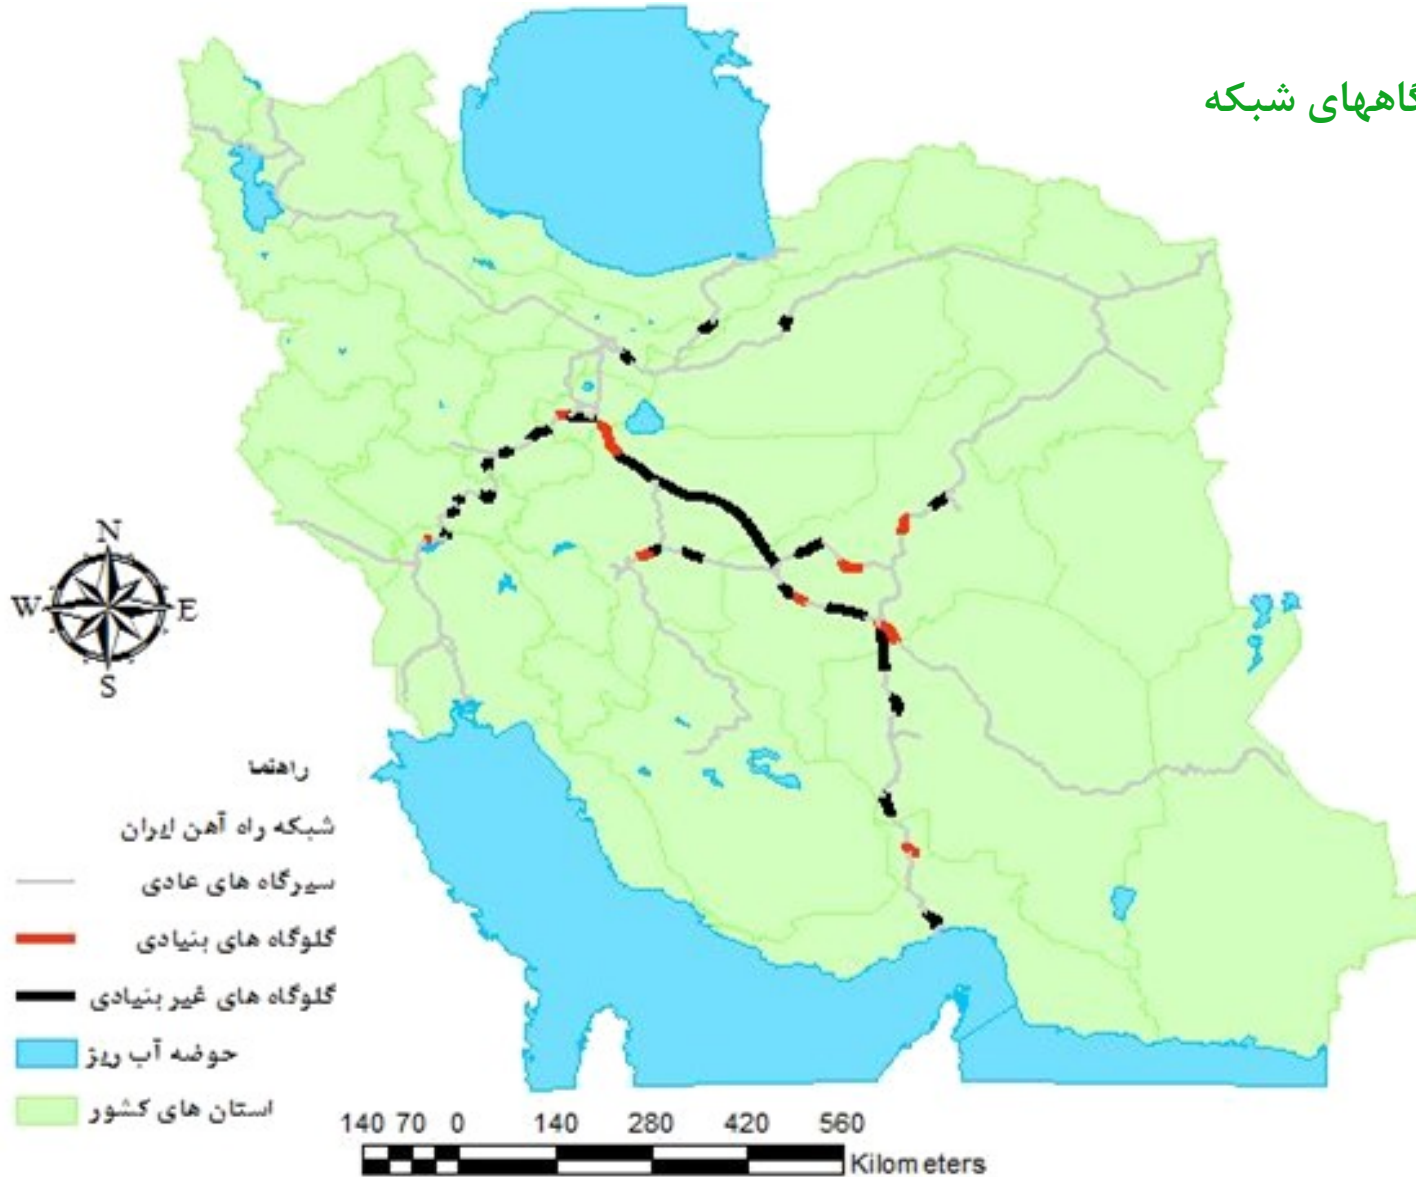 شبکه
N
W
E
S
راهنما
شبکه راه آهن ایران
سیرگاه های عادی
گلوگاه های بنیادی
گلوگاه های غیر بنیادی
حوضه آب ریز
استان های کشور
140 70 0 140 280 420 560
Kilometers